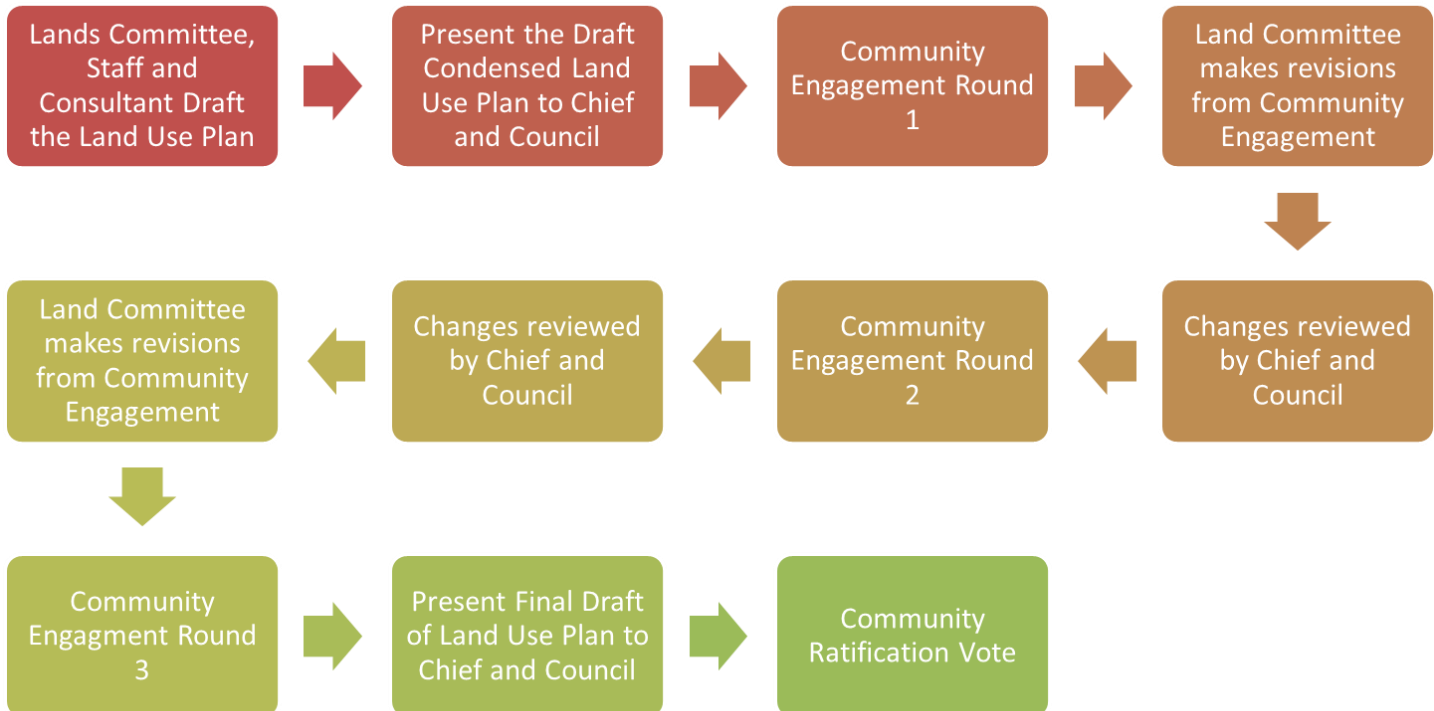 Lands Committee,
Staff and
Consultant Draft
the Land Use Plan
Present the Draft
Condensed Land
Use Plan to Chief
and Council
Community
Engagement Round
1
Land Committee
makes revisions
from Community
Engagement
Changes reviewed
by Chief and
Council
Community
Engagement Round
2
Changes reviewed
by Chief and
Council
Land Committee
makes revisions
from Community
Engagement
Community
Engagment Round
3
Present Final Draft
of Land Use Plan to
Chief and Council
Community
Ratification Vote